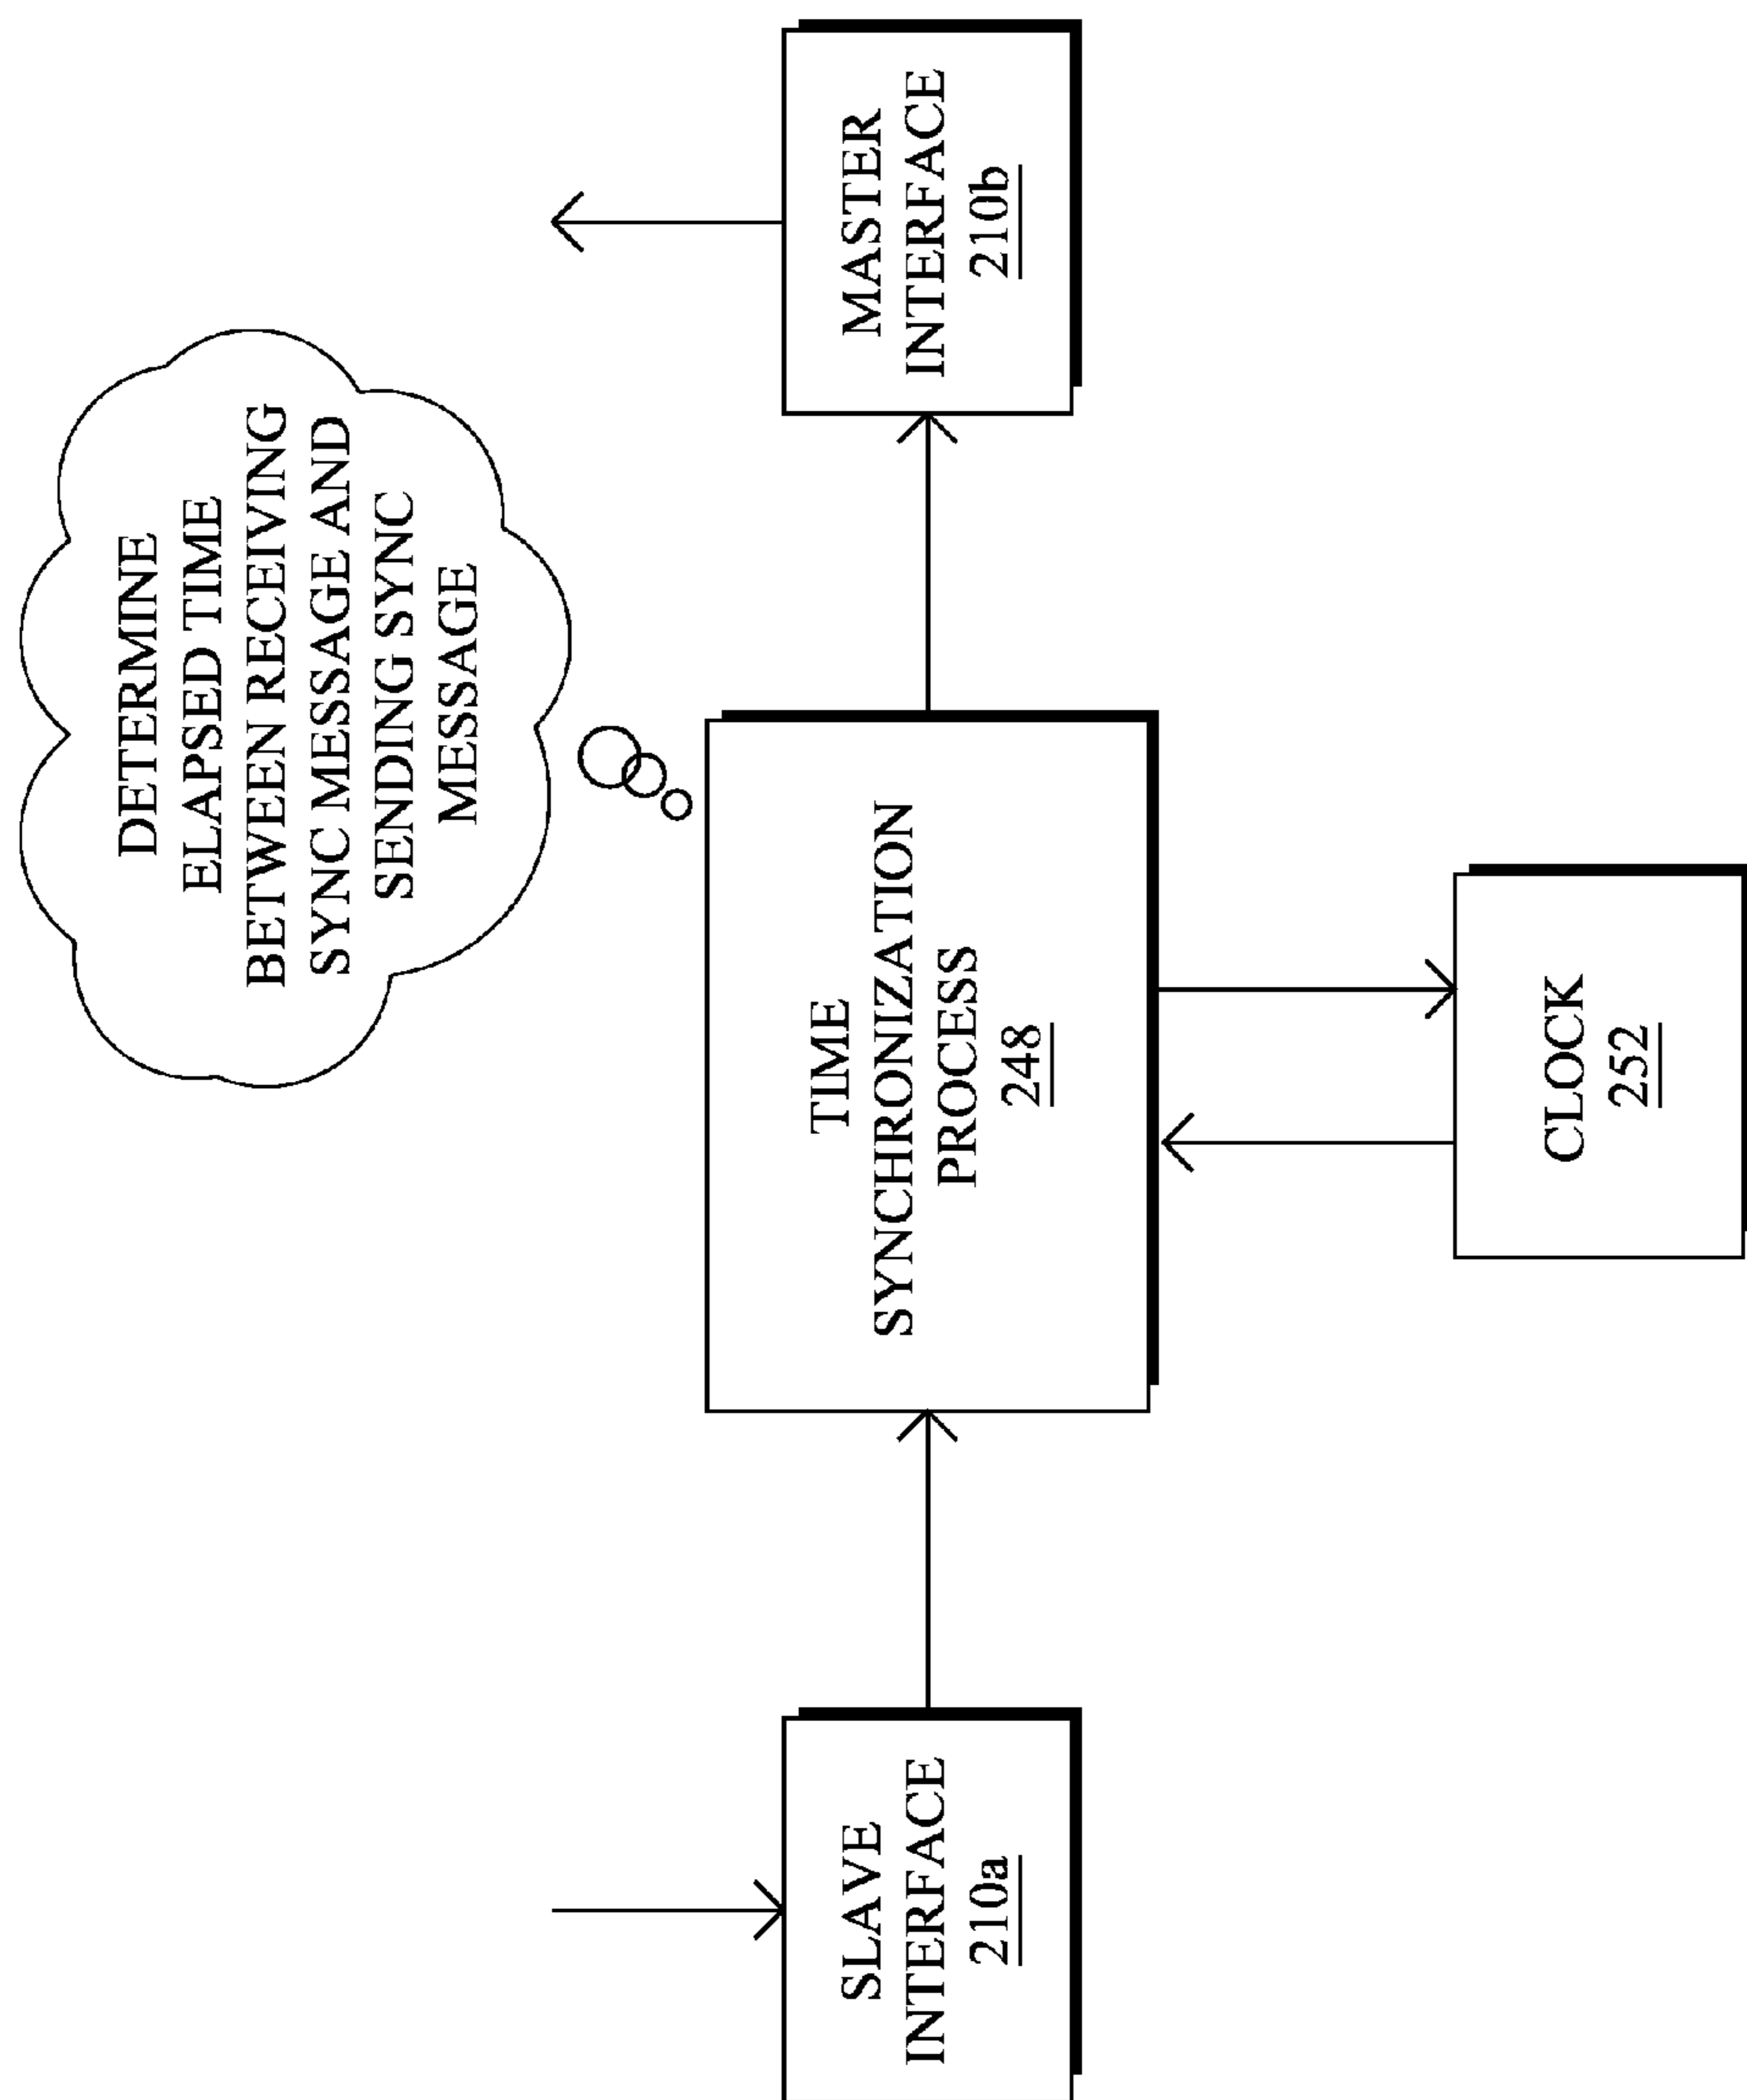 DETERMINE
ELAPSED TIME
BETWEEN RECEIVING
SYNC MESSAGE AND
SENDING SYNC
MESSAGE
SLAVE
INTERFACE
210a
TIME
SYNCHRONIZATION
PROCESS
248
MASTER
INTERFACE
210b
CLOCK
252